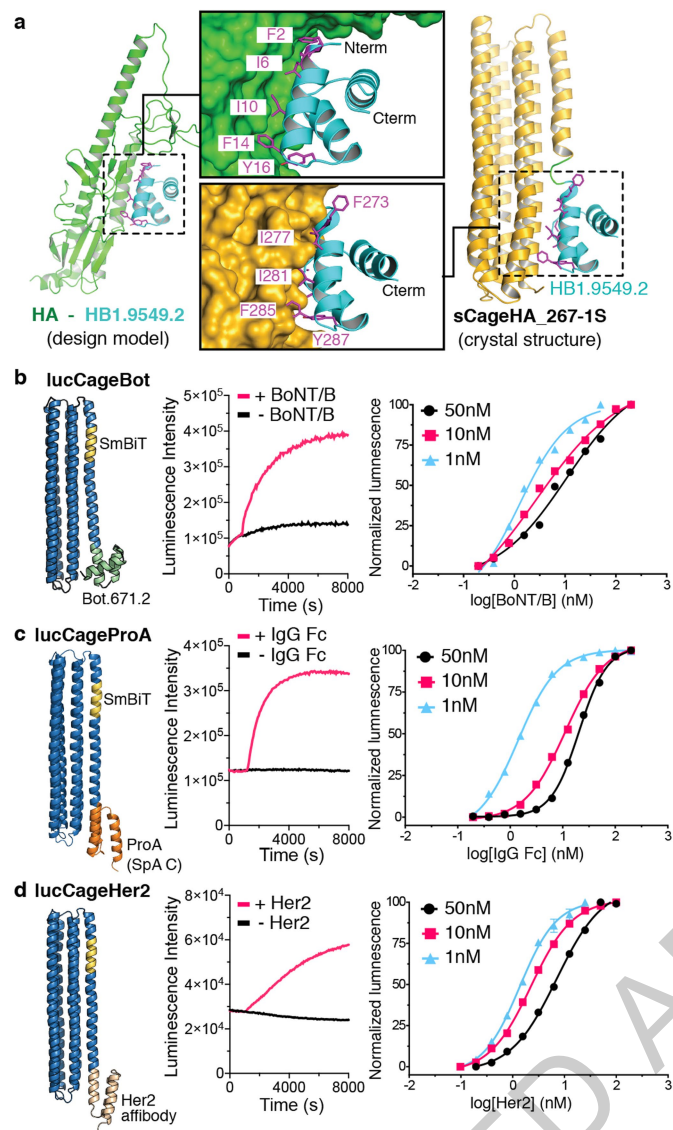 a
F2
Nterm
I6
I10
Cterm
F14
Y16
F273
I277
I281
Cterm
F285
Y287
HB1.9549.2
HA - HB1.9549.2
(design model)
sCageHA_267-1S
(crystal structure)
b lucCageBot
SmBiT
Bot.671.2
Luminescence Intensity
5×10⁵
4×10⁵
3×10⁵
2×10⁵
1×10⁵
0
+ BoNT/B
- BoNT/B
0 4000 8000
Time (s)
Normalized luminescence
100
75
50
25
0
50nM
10nM
1nM
-2 -1 0 1 2 3
log[BoNT/B] (nM)
c lucCageProA
SmBiT
ProA
(SpA C)
Luminescence Intensity
4×10⁵
3×10⁵
2×10⁵
1×10⁵
0
+ IgG Fc
- IgG Fc
0 4000 8000
Time (s)
Normalized luminescence
100
75
50
25
0
50nM
10nM
1nM
-2 -1 0 1 2 3
log[IgG Fc] (nM)
d lucCageHer2
Her2
affibody
Luminescence Intensity
8×10⁴
6×10⁴
4×10⁴
2×10⁴
0
+ Her2
- Her2
0 4000 8000
Time (s)
Normalized luminescence
100
75
50
25
0
50nM
10nM
1nM
-2 -1 0 1 2 3
log[Her2] (nM)